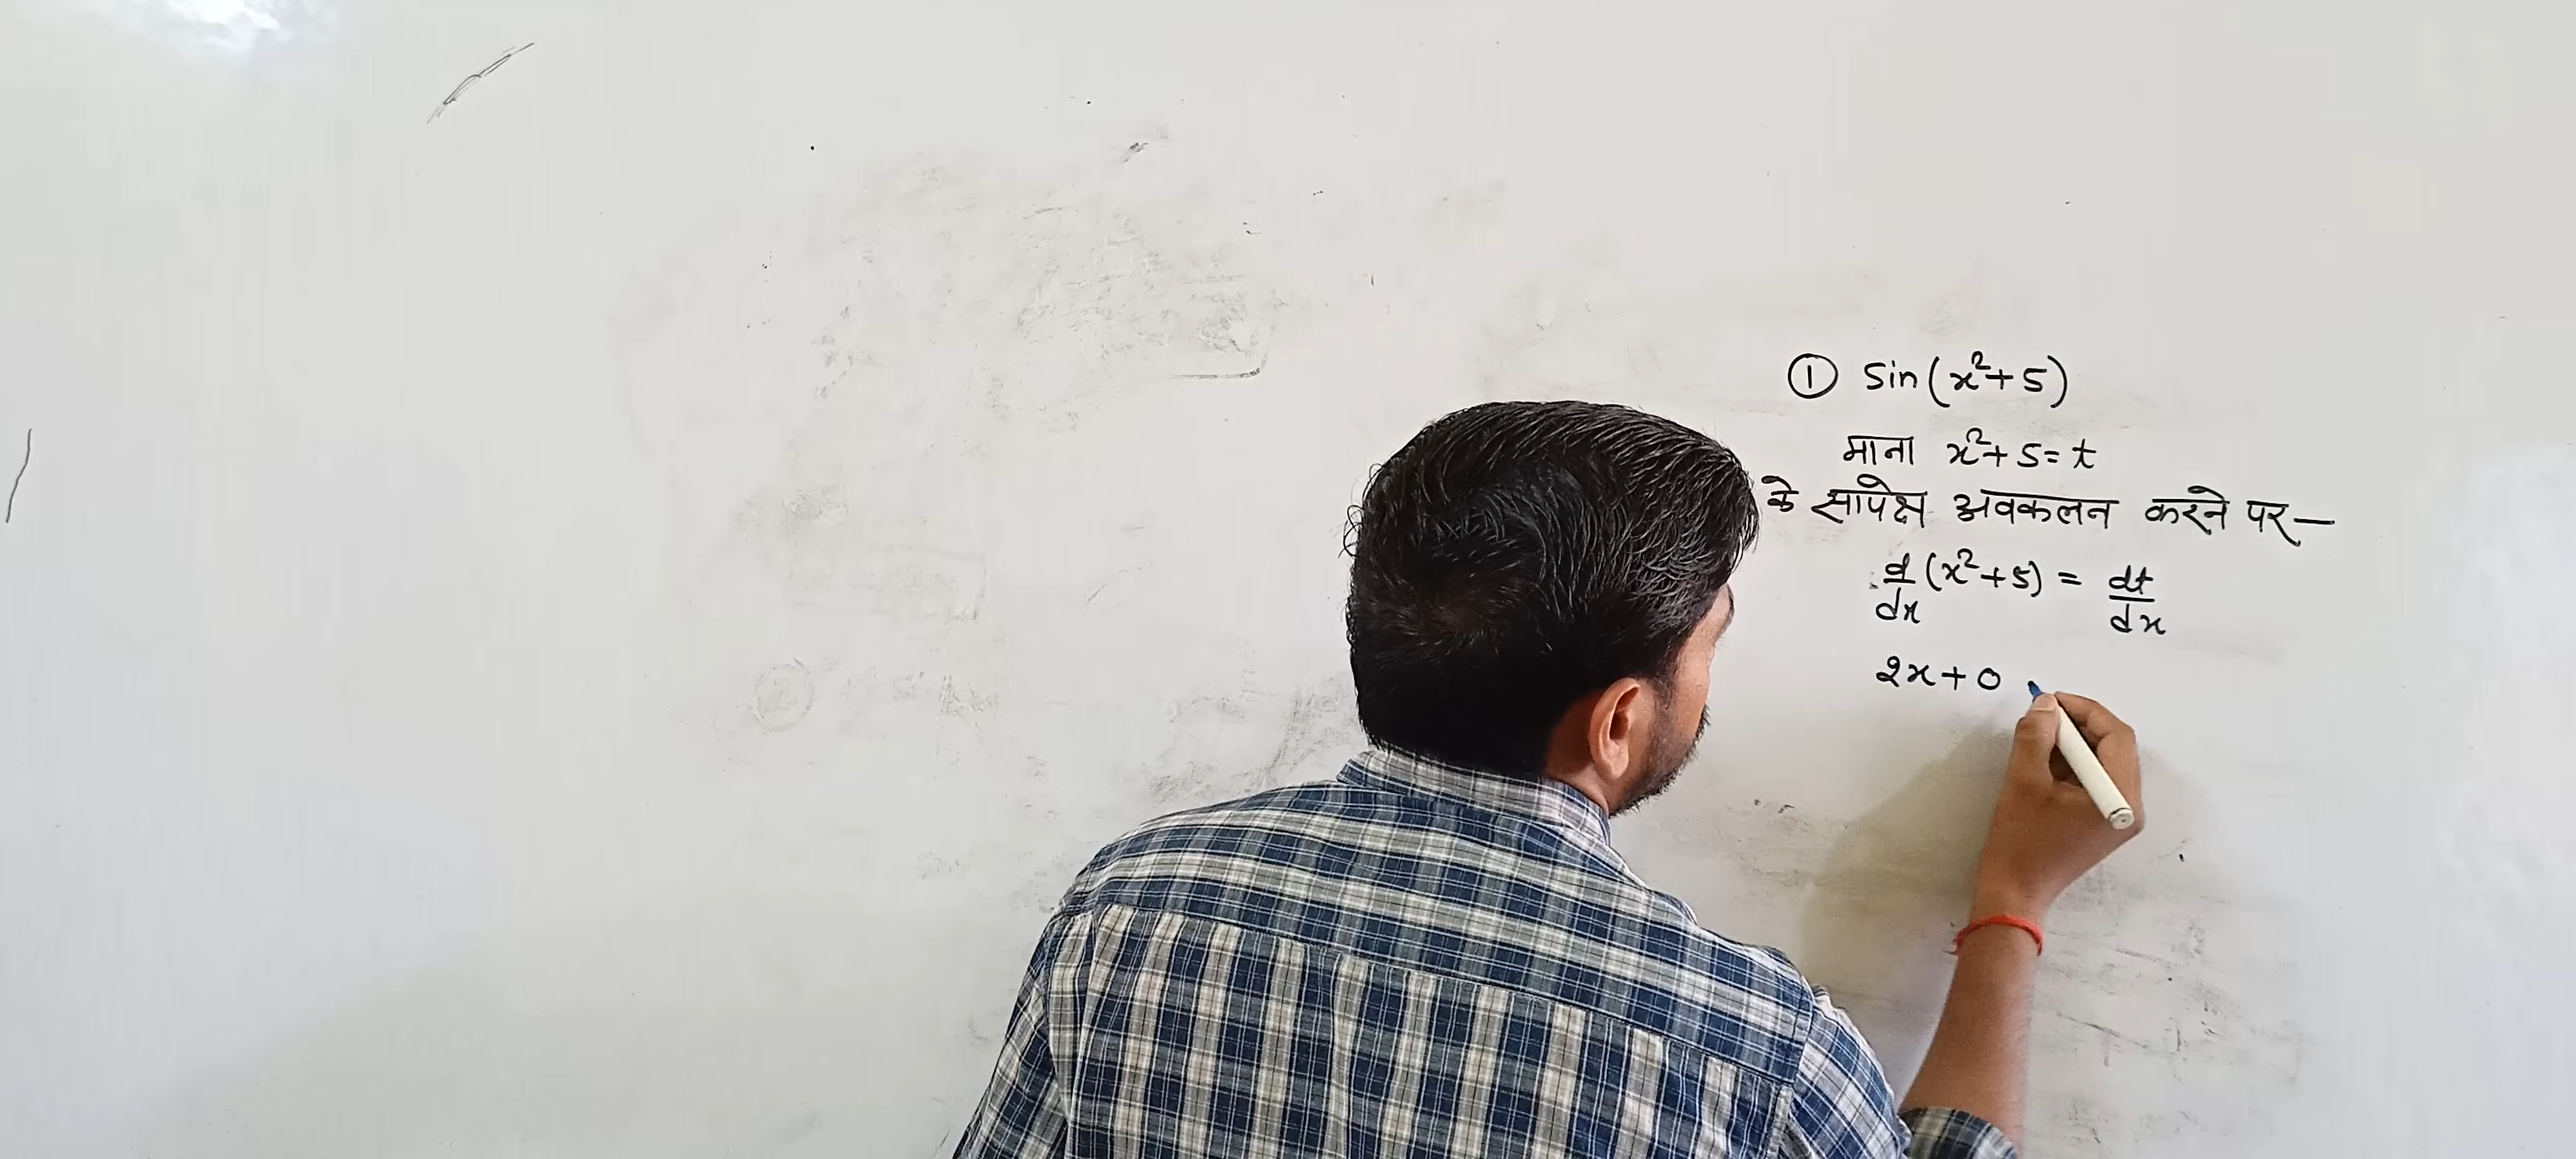 ① Sin(x²+5)
माना x²+5=t
के सापेक्ष अवकलन करने पर–
d/dx (x²+5) = dt/dx
2x+0